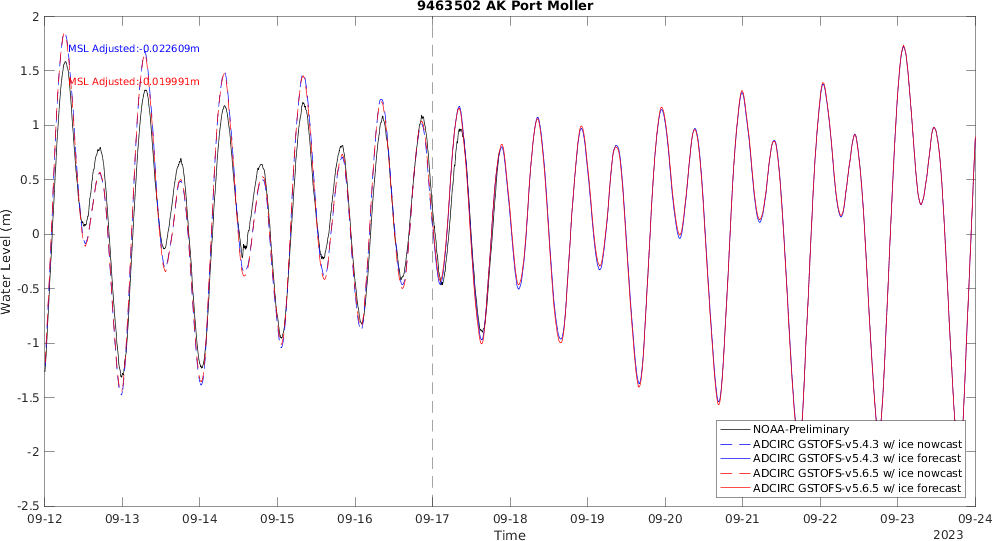 9463502 AK Port Moller
MSL Adjusted:-0.022609m
MSL Adjusted:-0.019991m
Water Level (m)
2
1.5
1
0.5
0
-0.5
-1
-1.5
-2
-2.5
NOAA-Preliminary
ADCIRC GSTOFS-v5.4.3 w/ ice nowcast
ADCIRC GSTOFS-v5.4.3 w/ ice forecast
ADCIRC GSTOFS-v5.6.5 w/ ice nowcast
ADCIRC GSTOFS-v5.6.5 w/ ice forecast
09-12 09-13 09-14 09-15 09-16 09-17 09-18 09-19 09-20 09-21 09-22 09-23 09-24
Time
2023